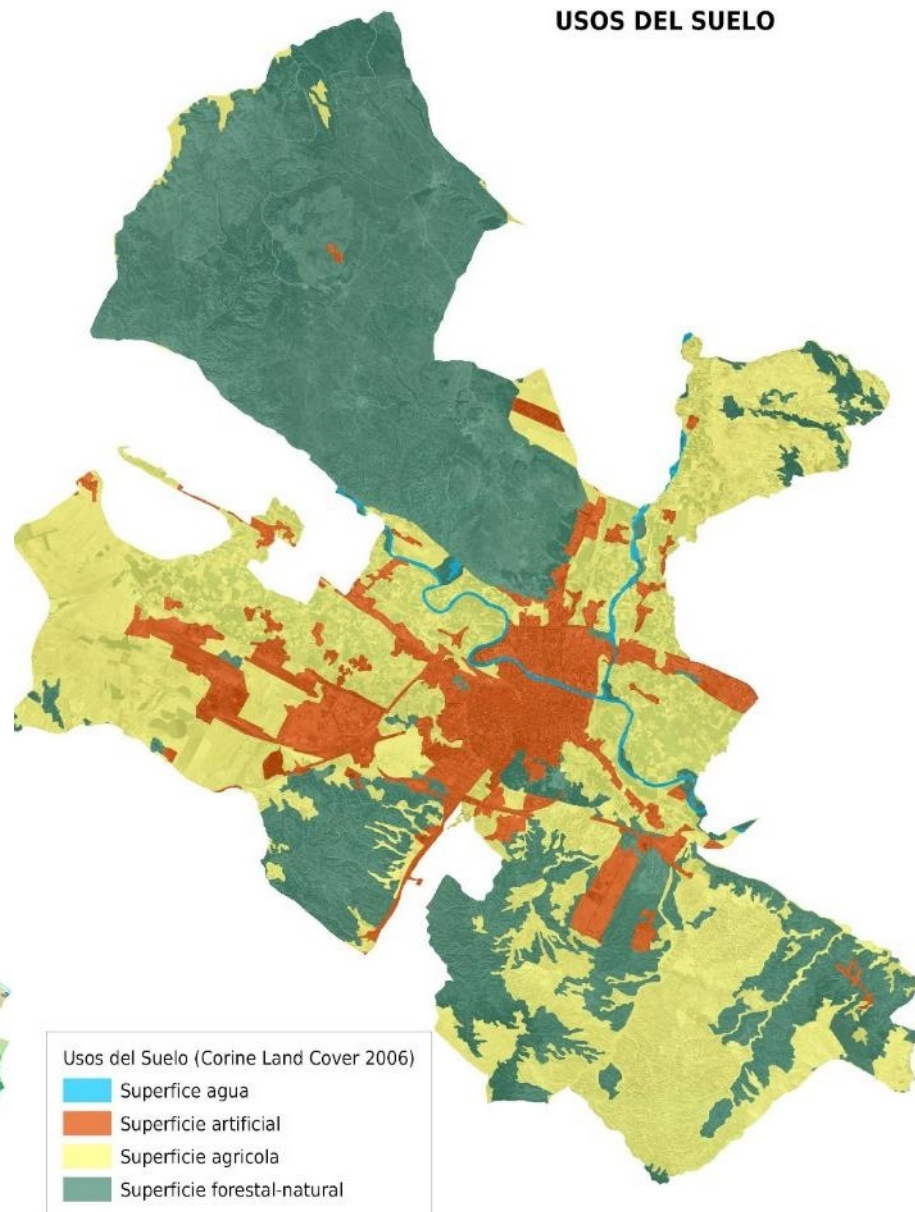 USOS DEL SUELO
Usos del Suelo (Corine Land Cover 2006)
Superfice agua
Superficie artificial
Superficie agricola
Superficie forestal-natural